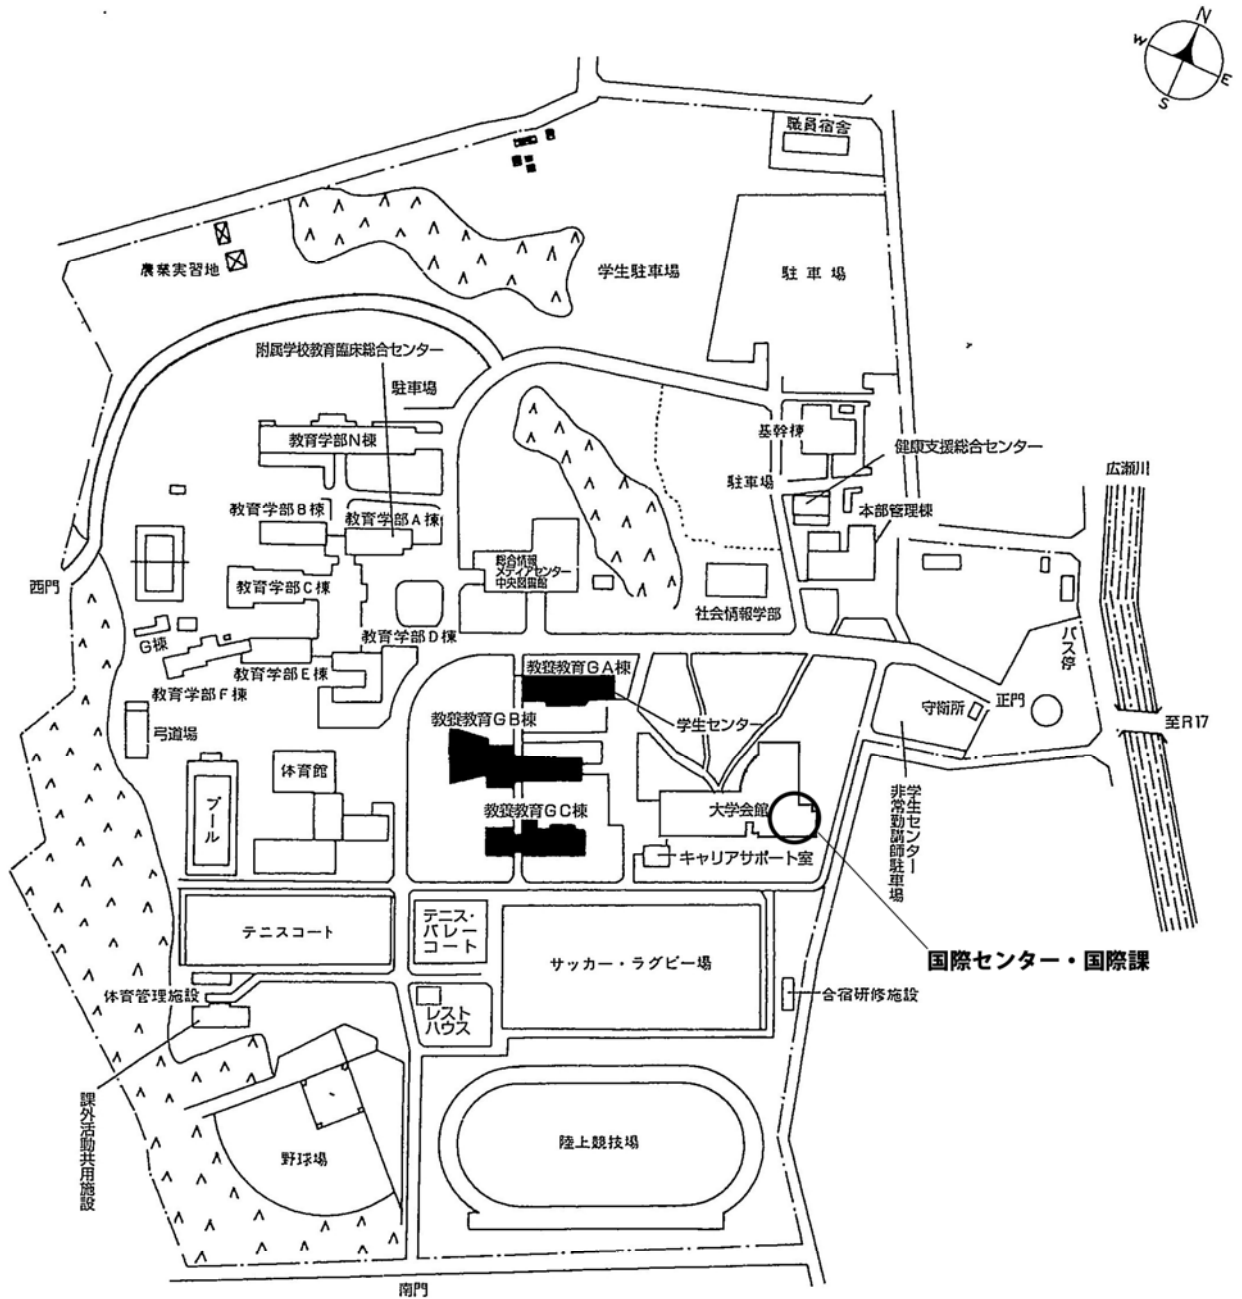 N
W
E
S
職員宿舎
農業実習地
学生駐車場
駐車場
附属学校教育臨床総合センター
駐車場
教育学部N棟
基幹棟
健康支援総合センター
広瀬川
駐車場
教育学部B棟
教育学部A棟
本部管理棟
総合情報
メディアセンター
中央図書館
西門
教育学部C棟
社会情報学部
G棟
教育学部D棟
バス停
教育学部F棟
教育学部E棟
教養教育GA棟
守衛所
正門
至R17
教養教育GB棟
学生センター
弓道場
体育館
プール
教養教育GC棟
大学会館
学生センター
非常勤講師駐車場
キャリアサポート室
テニスコート
テニス・
バレー
コート
サッカー・ラグビー場
国際センター・国際課
体育管理施設
レスト
ハウス
合宿研修施設
課外活動共用施設
野球場
陸上競技場
南門